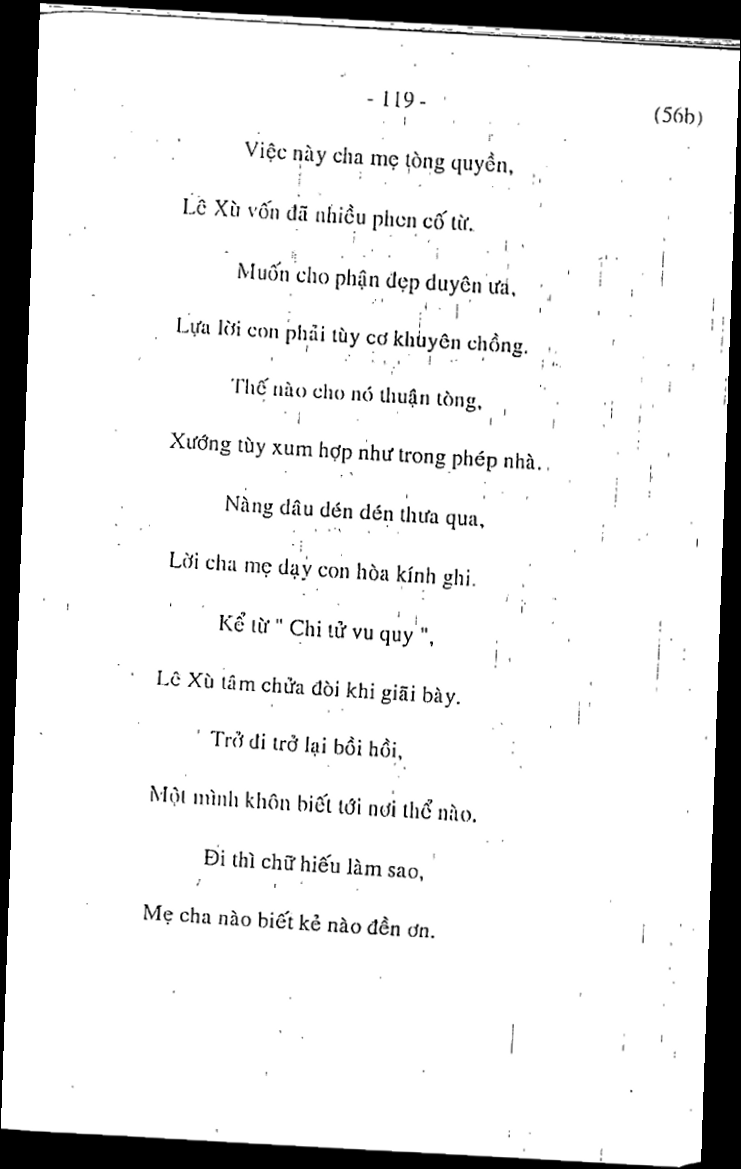 - 119 -
(56b)
Việc này cha mẹ tòng quyền,
Lê Xù vốn đã nhiều phen cố từ.
Muốn cho phận đẹp duyên ưa,
Lựa lời con phải tùy cơ khuyên chồng.
Thế nào cho nó thuận tòng,
Xướng tùy xum hợp như trong phép nhà.
Nàng dâu dén dén thưa qua,
Lời cha mẹ dạy con hòa kính ghi.
Kể từ " Chi tử vu quy ",
Lê Xù tâm chửa đòi khi giãi bày.
Trở đi trở lại bồi hồi,
Một mình khôn biết tới nơi thể nào.
Đi thì chữ hiếu làm sao,
Mẹ cha nào biết kẻ nào đền ơn.